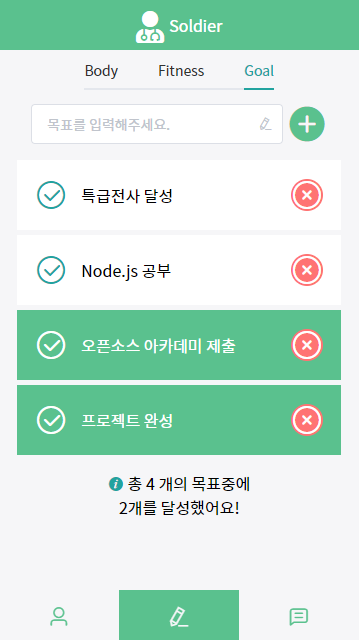 Soldier
Body Fitness Goal
목표를 입력해주세요.
특급전사 달성
Node.js 공부
오픈소스 아카데미 제출
프로젝트 완성
총 4 개의 목표중에
2개를 달성했어요!